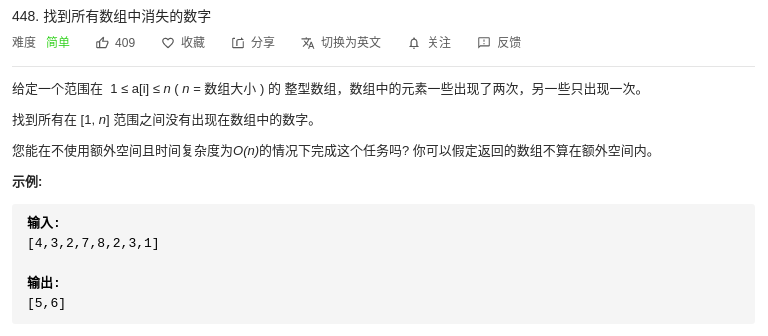 448. 找到所有数组中消失的数字
难度 简单 409 收藏 分享 切换为英文 关注 反馈
给定一个范围在 1 ≤ a[i] ≤ n ( n = 数组大小 ) 的 整型数组，数组中的元素一些出现了两次，另一些只出现一次。
找到所有在 [1, n] 范围之间没有出现在数组中的数字。
您能在不使用额外空间且时间复杂度为O(n)的情况下完成这个任务吗? 你可以假定返回的数组不算在额外空间内。
示例:
输入:
[4,3,2,7,8,2,3,1]
输出:
[5,6]